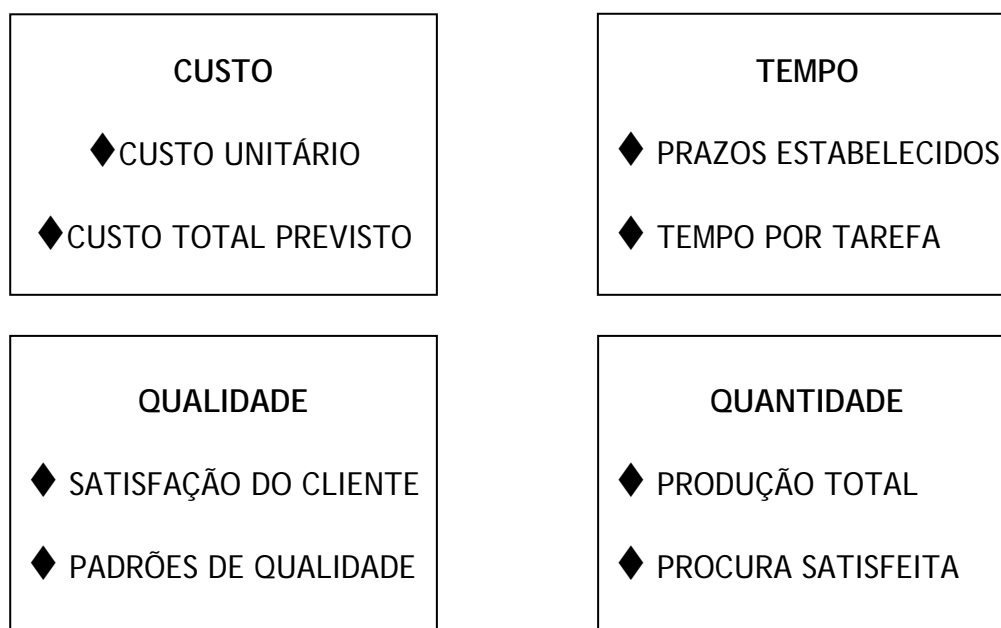 CUSTO
♦CUSTO UNITÁRIO
♦CUSTO TOTAL PREVISTO
TEMPO
♦ PRAZOS ESTABELECIDOS
♦ TEMPO POR TAREFA
QUALIDADE
♦ SATISFAÇÃO DO CLIENTE
♦ PADRÕES DE QUALIDADE
QUANTIDADE
♦ PRODUÇÃO TOTAL
♦ PROCURA SATISFEITA